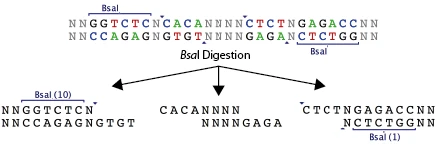 BsaI
NNGGTCTCNCACANNNNCTCTNGAGACCNN
NNCCAGAGNGTGTNNNNGAGANCTCTGGNN
BsaI
BsaI Digestion
BsaI (10)
NNGGTCTCN CACANNNN CTCTNGAGACCNN
NNCCAGAGNGTGT NNNNGAGA NCTCTGGNN
BsaI (1)